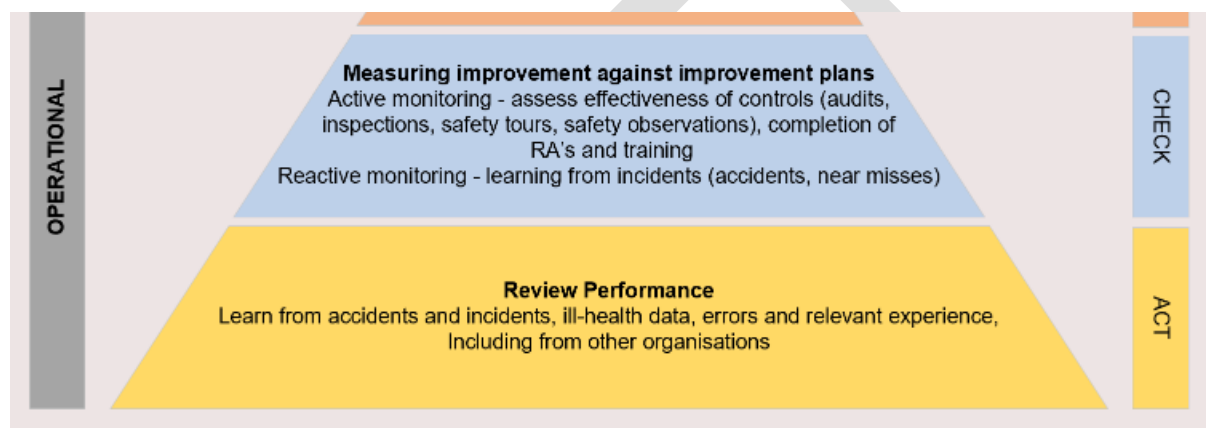 OPERATIONAL
Measuring improvement against improvement plans
Active monitoring - assess effectiveness of controls (audits,
inspections, safety tours, safety observations), completion of
RA's and training
Reactive monitoring - learning from incidents (accidents, near misses)
CHECK
Review Performance
Learn from accidents and incidents, ill-health data, errors and relevant experience,
Including from other organisations
ACT